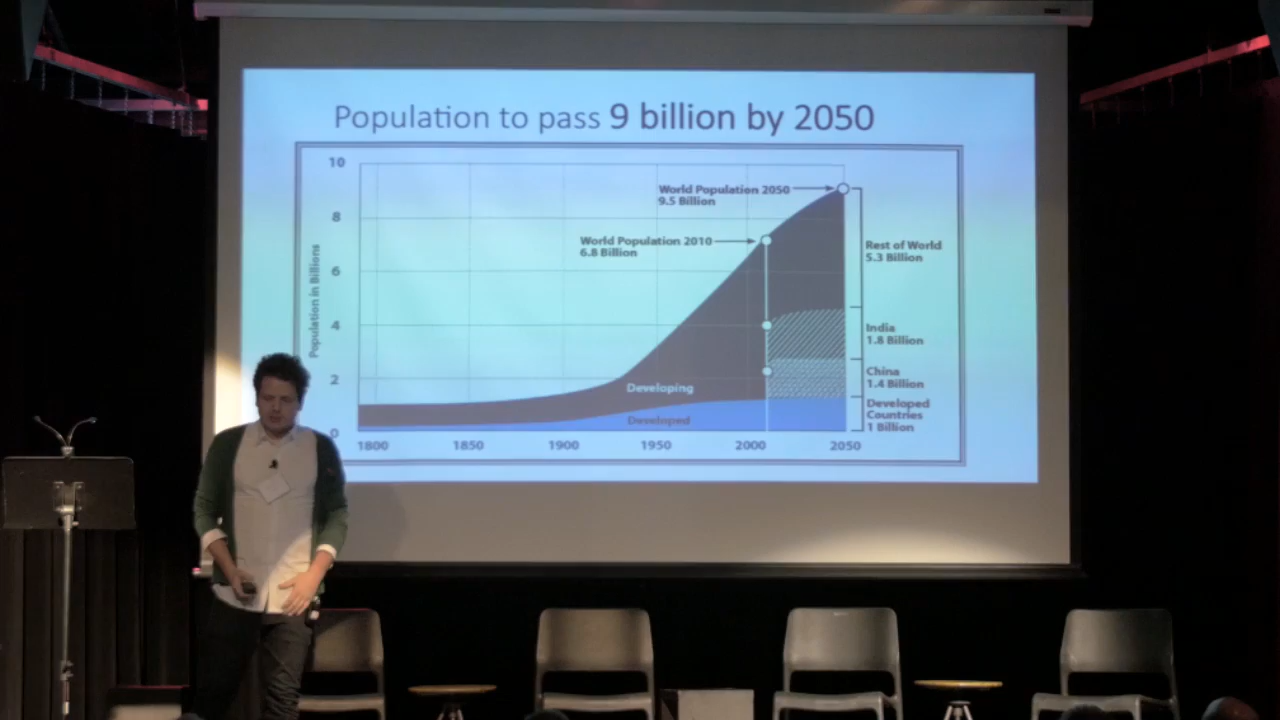 Population to pass 9 billion by 2050
10
8
6
4
2
0
Population in Billions
World Population 2050
9.5 Billion
World Population 2010
6.8 Billion
Rest of World
5.3 Billion
India
1.8 Billion
China
1.4 Billion
Developed
Countries
1 Billion
Developing
Developed
1800
1850
1900
1950
2000
2050